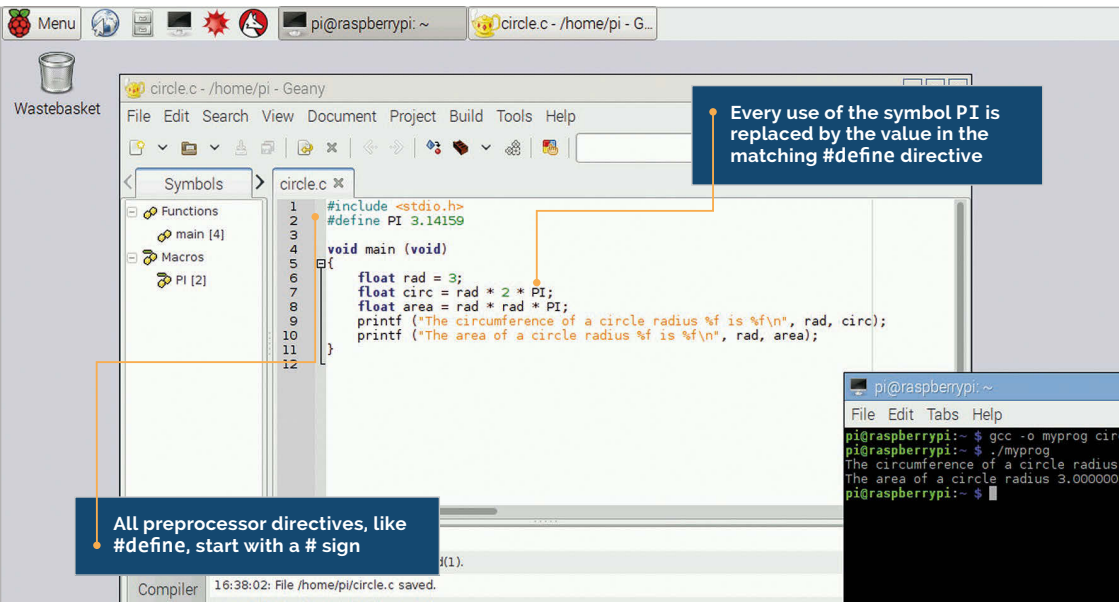 Menu
pi@raspberrypi: ~
circle.c - /home/pi - G...
Wastebasket
circle.c - /home/pi - Geany
File Edit Search View Document Project Build Tools Help
Every use of the symbol PI is
replaced by the value in the
matching #define directive
Symbols
circle.c
Functions
main [4]
Macros
PI [2]
1 #include <stdio.h>
2 #define PI 3.14159
3
4 void main (void)
5 {
6 float rad = 3;
7 float circ = rad * 2 * PI;
8 float area = rad * rad * PI;
9 printf ("The circumference of a circle radius %f is %f\n", rad, circ);
10 printf ("The area of a circle radius %f is %f\n", rad, area);
11 }
12
pi@raspberrypi: ~
File Edit Tabs Help
pi@raspberrypi:~ $ gcc -o myprog cir
pi@raspberrypi:~ $ ./myprog
The circumference of a circle radius
The area of a circle radius 3.000000
pi@raspberrypi:~ $
All preprocessor directives, like
#define, start with a # sign
d(1).
Compiler
16:38:02: File /home/pi/circle.c saved.